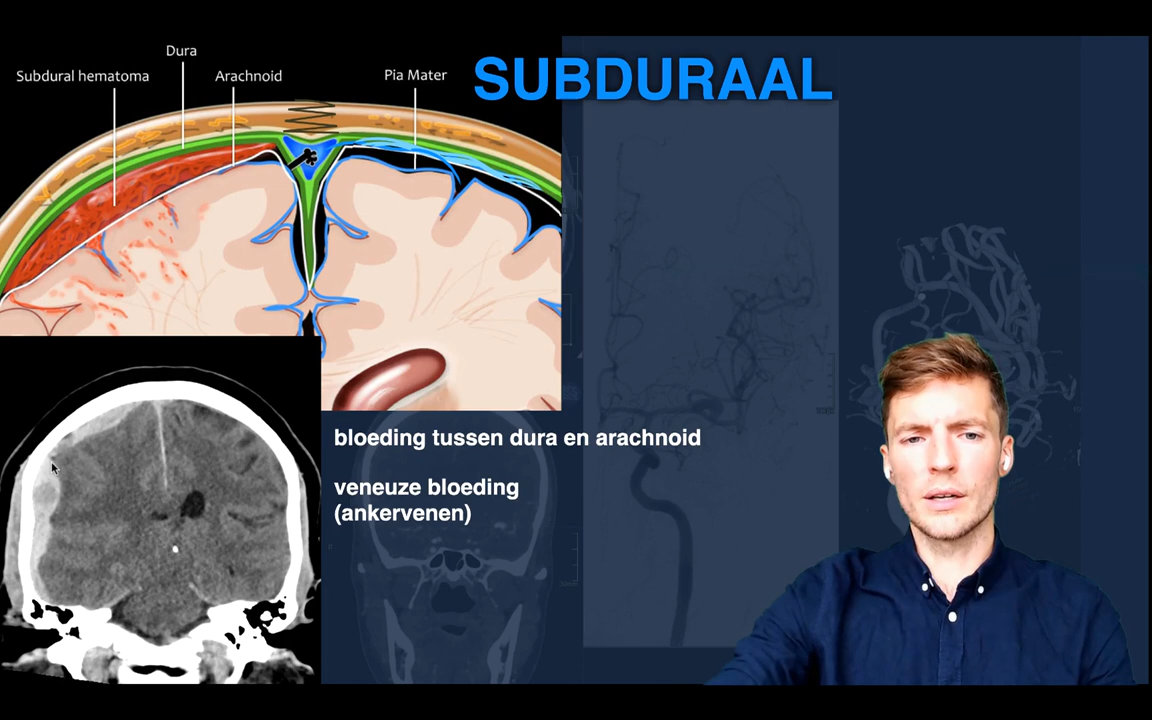 SUBDURAAL
Dura
Subdural hematoma
Arachnoid
Pia Mater
bloeding tussen dura en arachnoid
veneuze bloeding
(ankervenen)